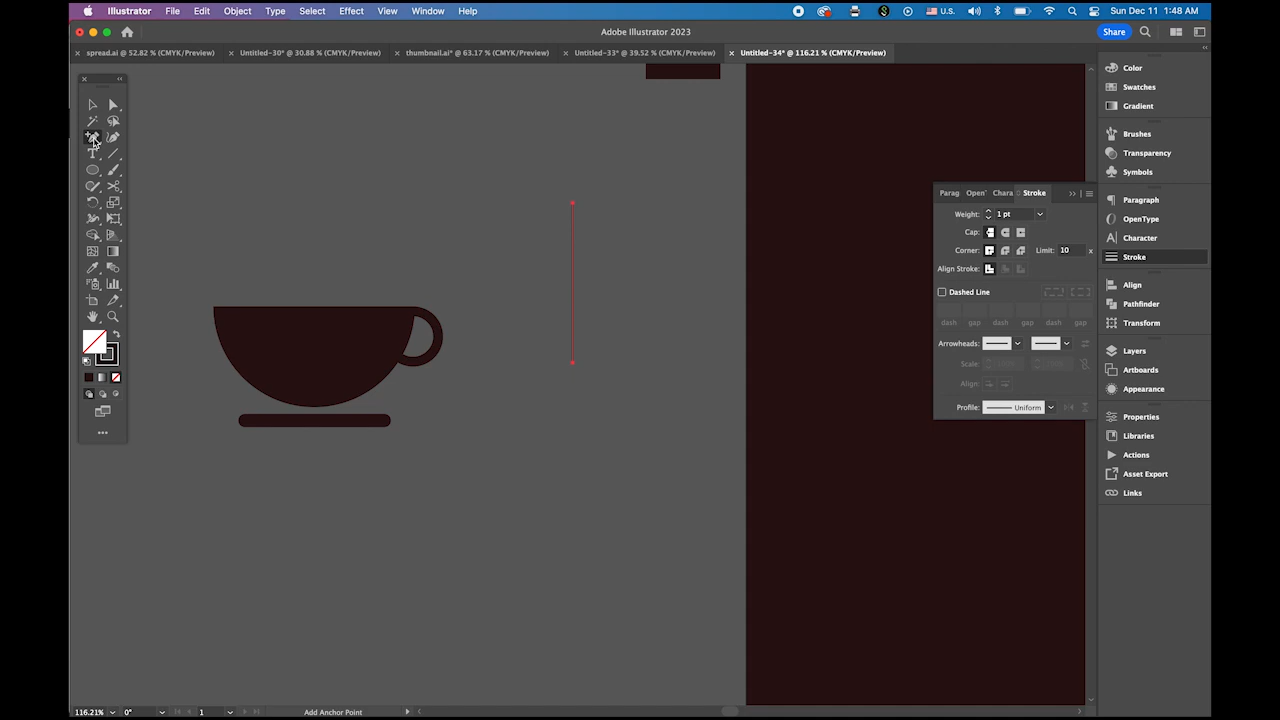 Illustrator File Edit Object Type Select Effect View Window Help U.S. Sun Dec 11 1:48 AM
Adobe Illustrator 2023
Share
spread.ai @ 52.82 % (CMYK/Preview) Untitled-30* @ 30.88 % (CMYK/Preview) thumbnail.ai* @ 63.17 % (CMYK/Preview) Untitled-33* @ 39.52 % (CMYK/Preview) Untitled-34* @ 116.21 % (CMYK/Preview)
Color
Swatches
Gradient
Brushes
Transparency
Symbols
Paragraph
OpenType
Character
Stroke
Align
Pathfinder
Transform
Layers
Artboards
Appearance
Properties
Libraries
Actions
Asset Export
Links
Parag Open Chara Stroke
Weight: 1 pt
Cap:
Corner: Limit: 10 x
Align Stroke:
Dashed Line
dash gap dash gap dash gap
Arrowheads:
Scale:
Align:
Profile: Uniform
116.21% 0° 1 Add Anchor Point